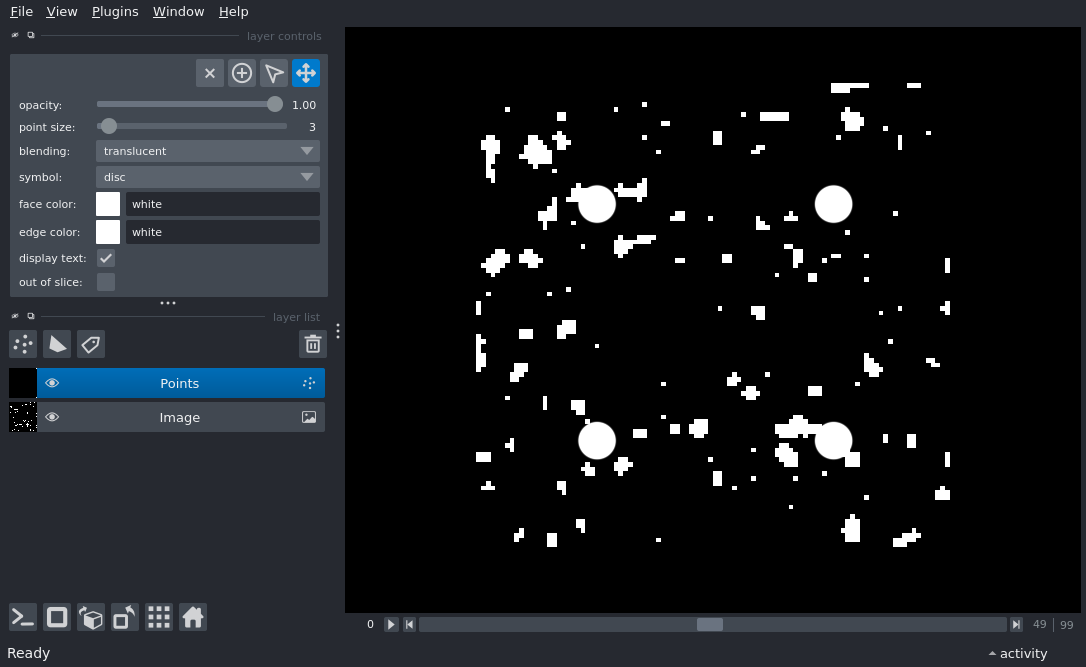 File View Plugins Window Help
layer controls
opacity: 1.00
point size: 3
blending: translucent
symbol: disc
face color: white
edge color: white
display text:
out of slice:
layer list
Points
Image
0 49 | 99
Ready activity